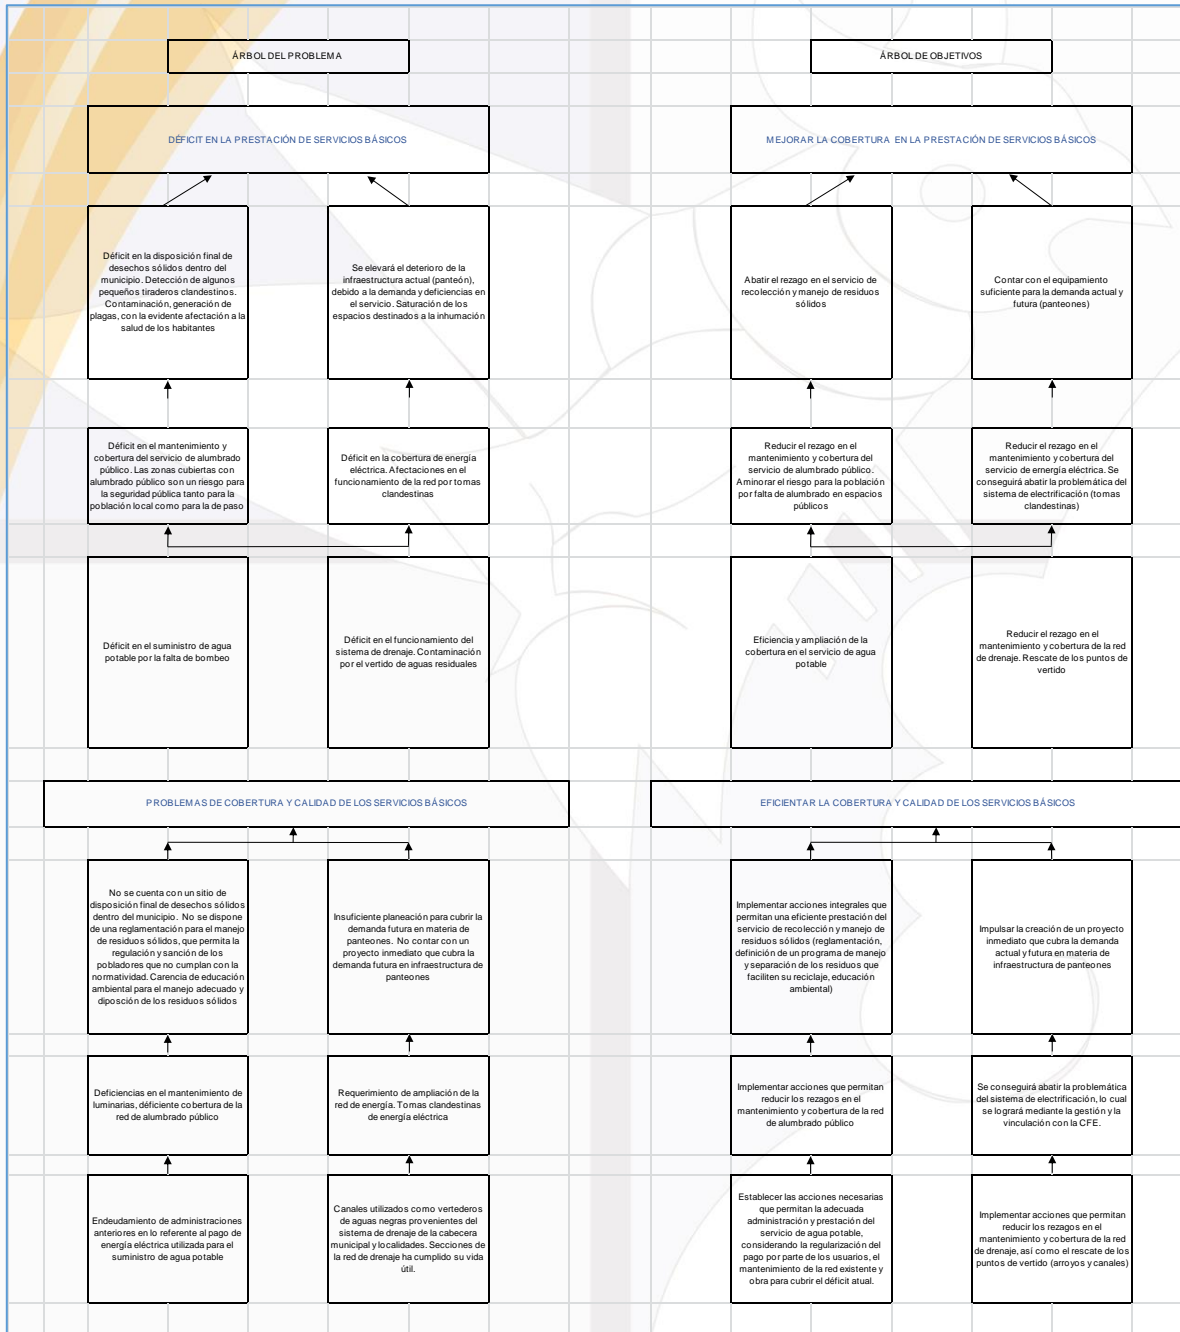 ÁRBOL DEL PROBLEMA
DÉFICIT EN LA PRESTACIÓN DE SERVICIOS BÁSICOS
Déficit en la disposición final de
desechos sólidos dentro del
municipio. Detección de algunos
pequeños tiraderos clandestinos.
Contaminación, generación de
plagas, con la evidente afectación a la
salud de los habitantes
Se elevará el deterioro de la
infraestructura actual (panteón),
debido a la demanda y deficiencias en
el servicio. Saturación de los
espacios destinados a la inhumación
Déficit en el mantenimiento y
cobertura del servicio de alumbrado
público. Las zonas cubiertas con
alumbrado público son un riesgo para
la seguridad pública tanto para la
población local como para la de paso
Déficit en la cobertura de energía
eléctrica. Afectaciones en el
funcionamiento de la red por tomas
clandestinas
Déficit en el suministro de agua
potable por la falta de bombeo
Déficit en el funcionamiento del
sistema de drenaje. Contaminación
por el vertido de aguas residuales
PROBLEMAS DE COBERTURA Y CALIDAD DE LOS SERVICIOS BÁSICOS
No se cuenta con un sitio de
disposición final de desechos sólidos
dentro del municipio. No se dispone
de una reglamentación para el manejo
de residuos sólidos, que permita la
regulación y sanción de los
pobladores que no cumplan con la
normatividad. Carencia de educación
ambiental para el manejo adecuado y
diposción de los residuos sólidos
Insuficiente planeación para cubrir la
demanda futura en materia de
panteones. No contar con un
proyecto inmediato que cubra la
demanda futura en infraestructura de
panteones
Deficiencias en el mantenimiento de
luminarias, déficiente cobertura de la
red de alumbrado público
Requerimiento de ampliación de la
red de energía. Tomas clandestinas
de energía eléctrica
Endeudamiento de administraciones
anteriores en lo referente al pago de
energía eléctrica utilizada para el
suministro de agua potable
Canales utilizados como vertederos
de aguas negras provenientes del
sistema de drenaje de la cabecera
municipal y localidades. Secciones de
la red de drenaje ha cumplido su vida
útil.
ÁRBOL DE OBJETIVOS
MEJORAR LA COBERTURA EN LA PRESTACIÓN DE SERVICIOS BÁSICOS
Abatir el rezago en el servicio de
recolección y manejo de residuos
sólidos
Contar con el equipamiento
suficiente para la demanda actual y
futura (panteones)
Reducir el rezago en el
mantenimiento y cobertura del
servicio de alumbrado público.
Aminorar el riesgo para la población
por falta de alumbrado en espacios
públicos
Reducir el rezago en el
mantenimiento y cobertura del
servicio de ernergía eléctrica. Se
conseguirá abatir la problemática del
sistema de electrificación (tomas
clandestinas)
Eficiencia y ampliación de la
cobertura en el servicio de agua
potable
Reducir el rezago en el
mantenimiento y cobertura de la red
de drenaje. Rescate de los puntos de
vertido
EFICIENTAR LA COBERTURA Y CALIDAD DE LOS SERVICIOS BÁSICOS
Implementar acciones integrales que
permitan una eficiente prestación del
servicio de recolección y manejo de
residuos sólidos (reglamentación,
definición de un programa de manejo
y separación de los residuos que
faciliten su reciclaje, educación
ambiental)
Impulsar la creación de un proyecto
inmediato que cubra la demanda
actual y futura en materia de
infraestructura de panteones
Implementar acciones que permitan
reducir los rezagos en el
mantenimiento y cobertura de la red
de alumbrado público
Se conseguirá abatir la problemática
del sistema de electrificación, lo cual
se logrará mediante la gestión y la
vinculación con la CFE.
Establecer las acciones necesarias
que permitan la adecuada
administración y prestación del
servicio de agua potable,
considerando la regularización del
pago por parte de los usuarios, el
mantenimiento de la red existente y
obra para cubrir el déficit atual.
Implementar acciones que permitan
reducir los rezagos en el
mantenimiento y cobertura de la red
de drenaje, así como el rescate de los
puntos de vertido (arroyos y canales)